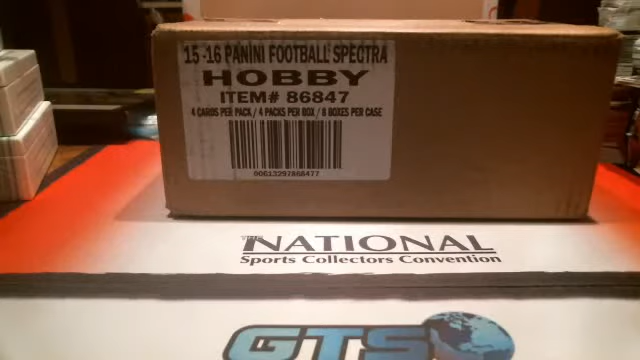 15-16 PANINI FOOTBALL SPECTRA
HOBBY
ITEM# 86847
4 CARDS PER PACK / 4 PACKS PER BOX / 8 BOXES PER CASE
00613297868477
THE
NATIONAL
Sports Collectors Convention
GTS